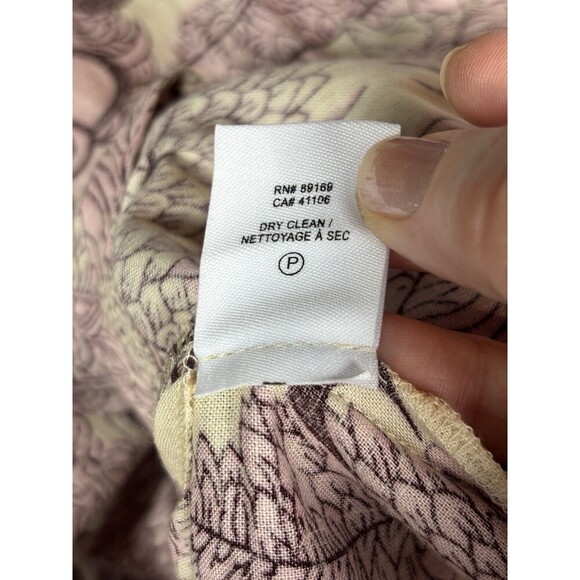 RN# 89169
CA# 41106
DRY CLEAN /
NETTOYAGE À SEC
P